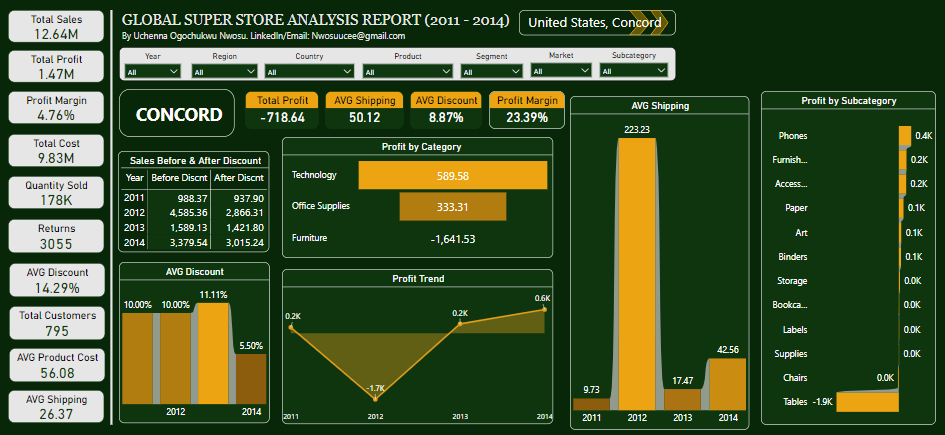 Total Sales
12.64M
Total Profit
1.47M
Profit Margin
4.76%
Total Cost
9.83M
Quantity Sold
178K
Returns
3055
AVG Discount
14.29%
Total Customers
795
AVG Product Cost
56.08
AVG Shipping
26.37
GLOBAL SUPER STORE ANALYSIS REPORT (2011 - 2014)
By Uchenna Ogochukwu Nwosu. LinkedIn/Email: Nwosuucee@gmail.com
United States, Concord
Year Region Country Product Segment Market Subcategory
All All All All All All All
CONCORD
Total Profit
-718.64
AVG Shipping
50.12
AVG Discount
8.87%
Profit Margin
23.39%
Sales Before & After Discount
Year Before Discnt After Discnt
2011 988.37 937.90
2012 4,585.36 2,866.31
2013 1,589.13 1,421.80
2014 3,379.54 3,015.24
Profit by Category
Technology 589.58
Office Supplies 333.31
Furniture -1,641.53
AVG Discount
10.00% 10.00% 11.11% 5.50%
2012 2014
Profit Trend
0.2K -1.7K 0.2K 0.6K
2011 2012 2013 2014
AVG Shipping
9.73 223.23 17.47 42.56
2011 2012 2013 2014
Profit by Subcategory
Phones 0.4K
Furnish... 0.2K
Access... 0.2K
Paper 0.1K
Art 0.1K
Binders 0.1K
Storage 0.0K
Bookca... 0.0K
Labels 0.0K
Supplies 0.0K
Chairs 0.0K
Tables -1.9K